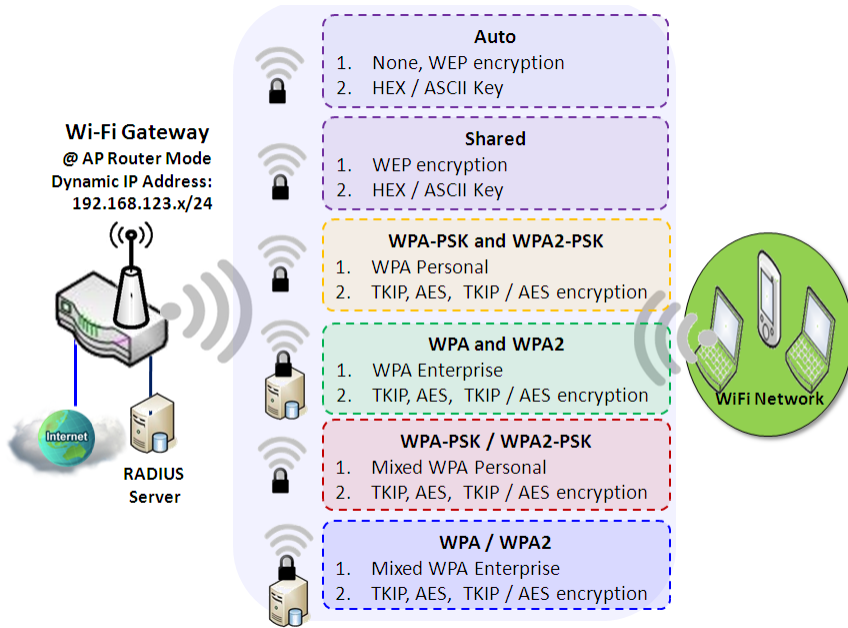 Wi-Fi Gateway
@ AP Router Mode
Dynamic IP Address:
192.168.123.x/24
Internet
RADIUS
Server
Auto
1. None, WEP encryption
2. HEX / ASCII Key
Shared
1. WEP encryption
2. HEX / ASCII Key
WPA-PSK and WPA2-PSK
1. WPA Personal
2. TKIP, AES, TKIP / AES encryption
WPA and WPA2
1. WPA Enterprise
2. TKIP, AES, TKIP / AES encryption
WPA-PSK / WPA2-PSK
1. Mixed WPA Personal
2. TKIP, AES, TKIP / AES encryption
WPA / WPA2
1. Mixed WPA Enterprise
2. TKIP, AES, TKIP / AES encryption
WiFi Network